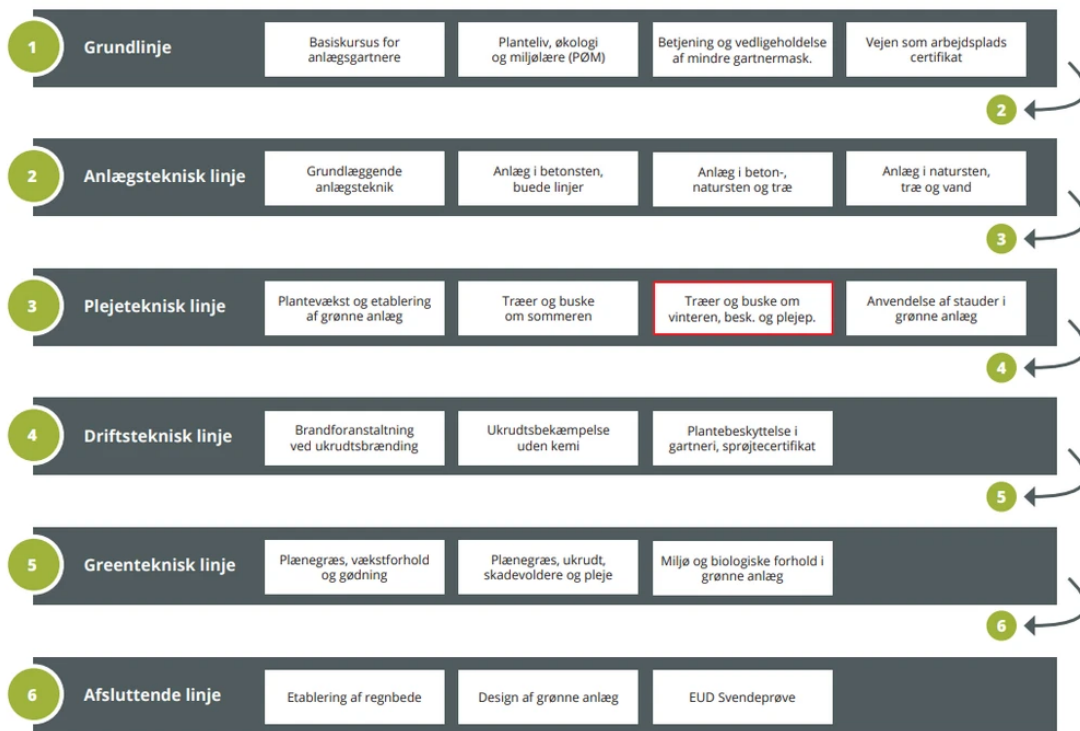 1
Grundlinje
Basiskursus for
anlægsgartnere
Planteliv, økologi
og miljølære (PØM)
Betjening og vedligeholdelse
af mindre gartnermask.
Vejen som arbejdsplads
certifikat
2
2
Anlægsteknisk linje
Grundlæggende
anlægsteknik
Anlæg i betonsten,
buede linjer
Anlæg i beton-,
natursten og træ
Anlæg i natursten,
træ og vand
3
3
Plejeteknisk linje
Plantevækst og etablering
af grønne anlæg
Træer og buske
om sommeren
Træer og buske om
vinteren, besk. og plejep.
Anvendelse af stauder i
grønne anlæg
4
4
Driftsteknisk linje
Brandforanstaltning
ved ukrudtsbrænding
Ukrudtsbekæmpelse
uden kemi
Plantebeskyttelse i
gartneri, sprøjtecertifikat
5
5
Greenteknisk linje
Plænegræs, vækstforhold
og gødning
Plænegræs, ukrudt,
skadevoldere og pleje
Miljø og biologiske forhold i
grønne anlæg
6
6
Afsluttende linje
Etablering af regnbede
Design af grønne anlæg
EUD Svendeprøve